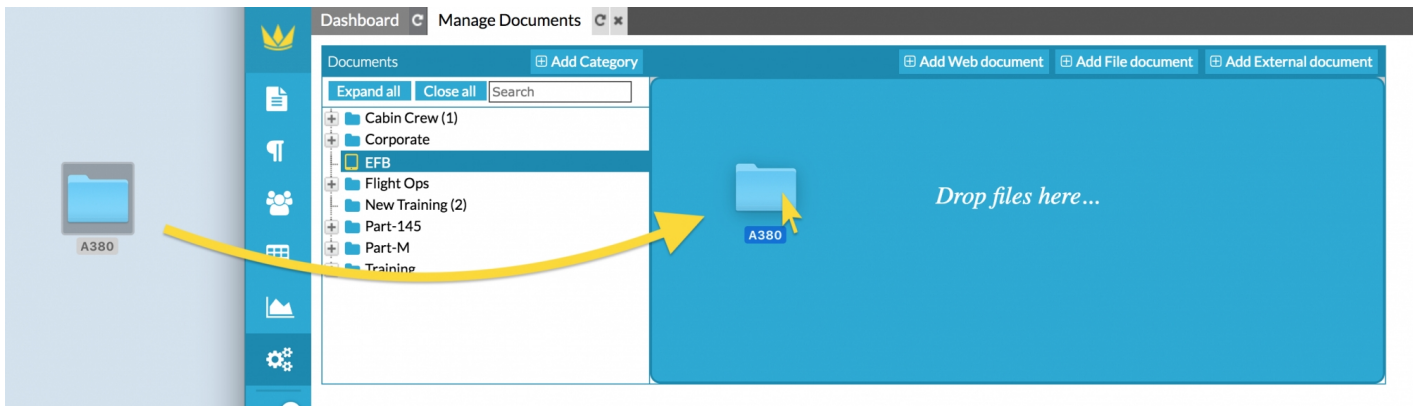 Dashboard
Manage Documents
Documents
Add Category
Add Web document
Add File document
Add External document
Expand all
Close all
Search
Cabin Crew (1)
Corporate
EFB
Flight Ops
New Training (2)
Part-145
Part-M
Training
A380
Drop files here...
A380